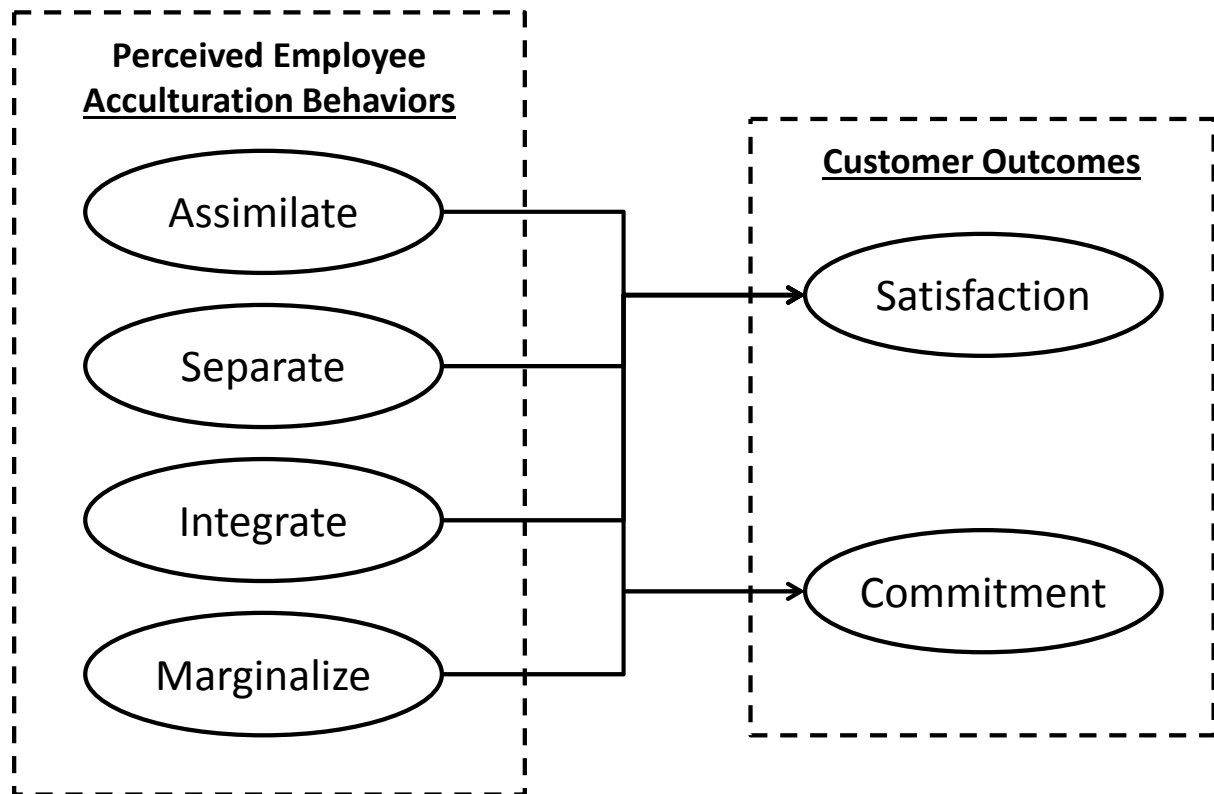 Perceived Employee
Acculturation Behaviors
Assimilate
Separate
Integrate
Marginalize
Customer Outcomes
Satisfaction
Commitment